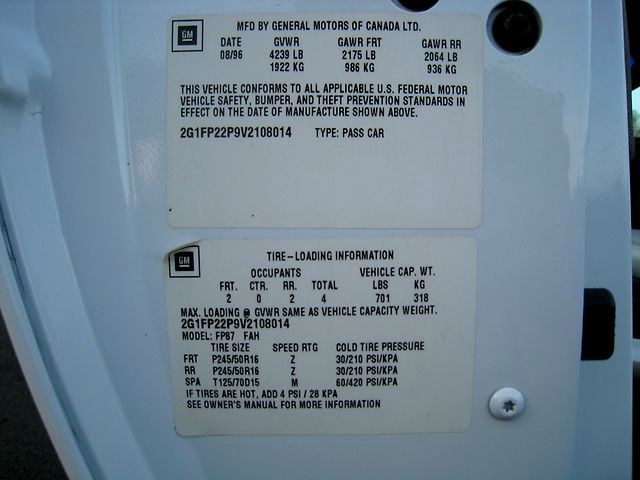 GM
MFD BY GENERAL MOTORS OF CANADA LTD.
DATE GVWR GAWR FRT GAWR RR
08/96 4239 LB 2175 LB 2064 LB
1922 KG 986 KG 936 KG
THIS VEHICLE CONFORMS TO ALL APPLICABLE U.S. FEDERAL MOTOR
VEHICLE SAFETY, BUMPER, AND THEFT PREVENTION STANDARDS IN
EFFECT ON THE DATE OF MANUFACTURE SHOWN ABOVE.
2G1FP22P9V2108014 TYPE: PASS CAR
GM
TIRE-LOADING INFORMATION
OCCUPANTS VEHICLE CAP. WT.
FRT. CTR. RR. TOTAL LBS KG
2 0 2 4 701 318
MAX. LOADING @ GVWR SAME AS VEHICLE CAPACITY WEIGHT.
2G1FP22P9V2108014
MODEL: FP87 FAH
TIRE SIZE SPEED RTG COLD TIRE PRESSURE
FRT P245/50R16 Z 30/210 PSI/KPA
RR P245/50R16 Z 30/210 PSI/KPA
SPA T125/70D15 M 60/420 PSI/KPA
IF TIRES ARE HOT, ADD 4 PSI / 28 KPA
SEE OWNER'S MANUAL FOR MORE INFORMATION